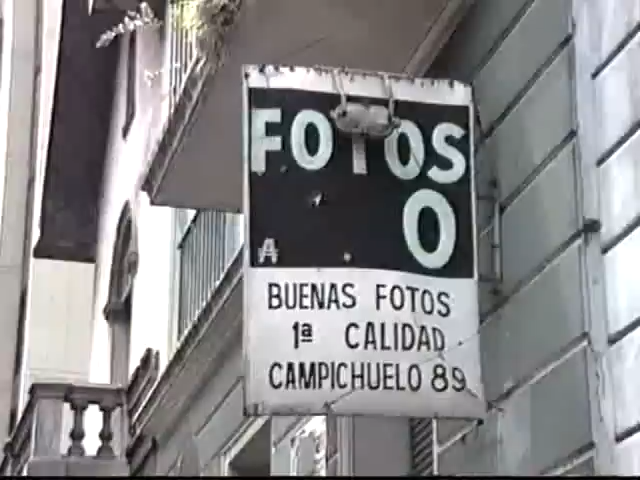 FOTOS
A O
BUENAS FOTOS
1ª CALIDAD
CAMPICHUELO 89